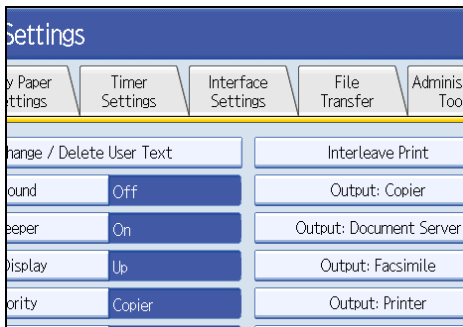 Settings
y Paper Settings
Timer Settings
Interface Settings
File Transfer
Adminis Too
hange / Delete User Text
Interleave Print
ound Off
Output: Copier
eeper On
Output: Document Server
Display Up
Output: Facsimile
ority Copier
Output: Printer